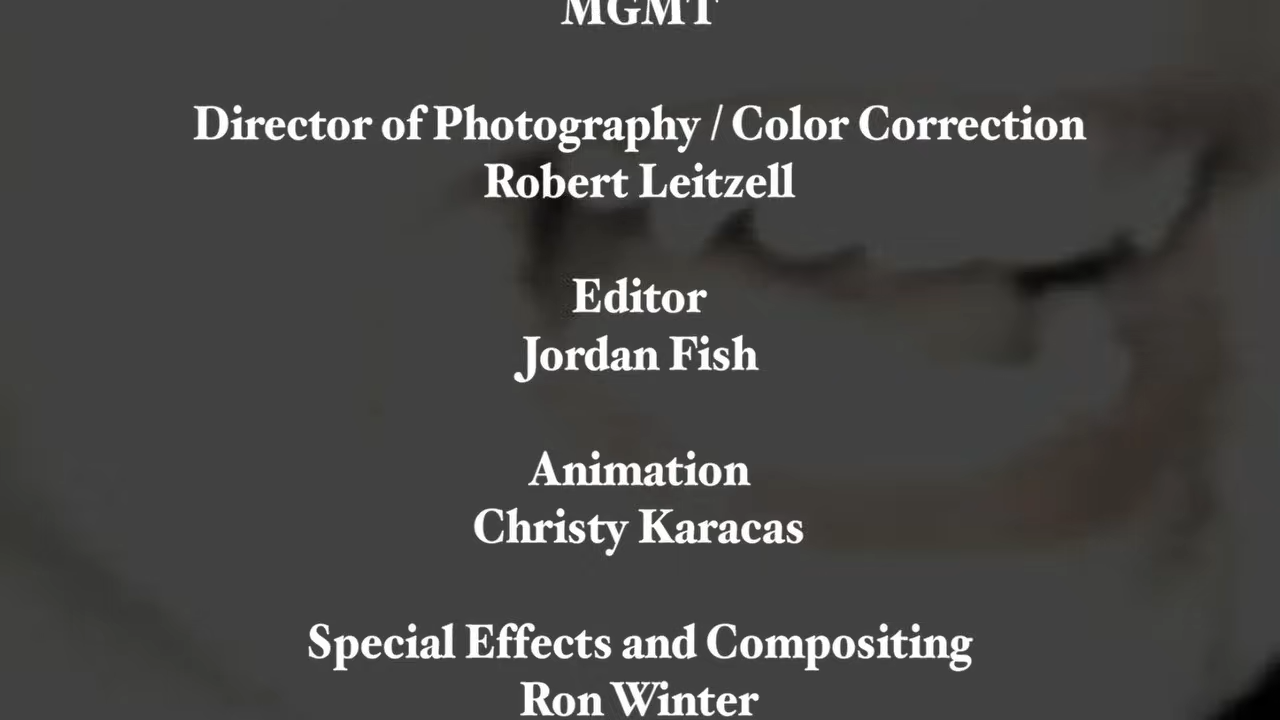 MGMT
Director of Photography / Color Correction
Robert Leitzell
Editor
Jordan Fish
Animation
Christy Karacas
Special Effects and Compositing
Ron Winter